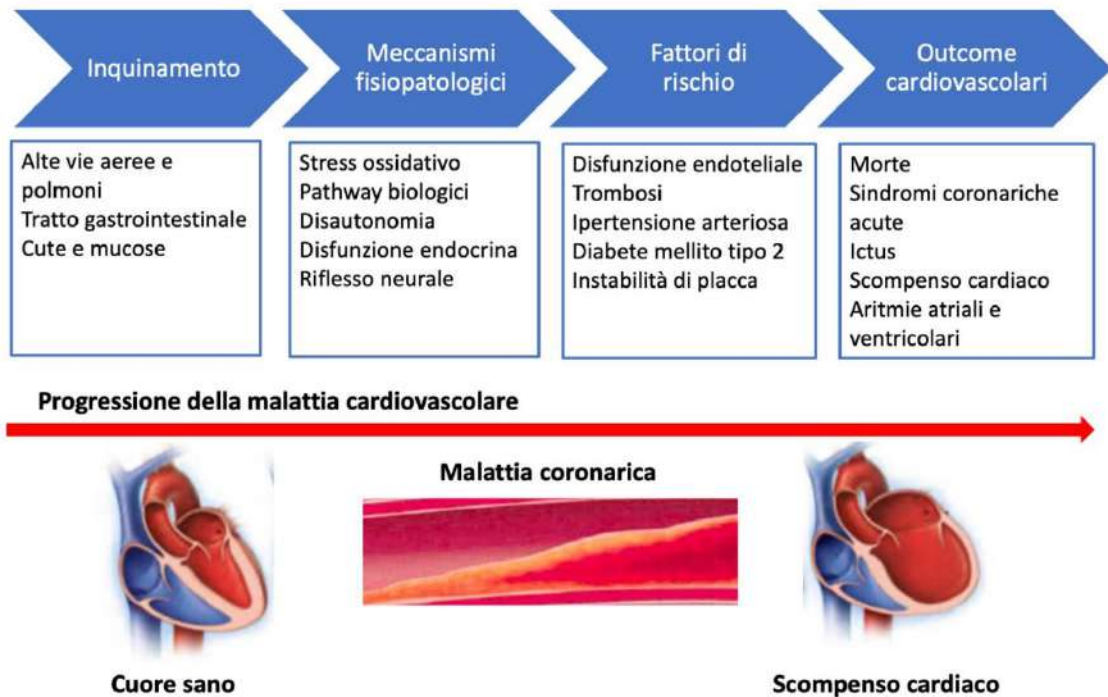 Inquinamento
Meccanismi
fisiopatologici
Fattori di
rischio
Outcome
cardiovascolari
Alte vie aeree e
polmoni
Tratto gastrointestinale
Cute e mucose
Stress ossidativo
Pathway biologici
Disautonomia
Disfunzione endocrina
Riflesso neurale
Disfunzione endoteliale
Trombosi
Ipertensione arteriosa
Diabete mellito tipo 2
Instabilità di placca
Morte
Sindromi coronariche
acute
Ictus
Scompenso cardiaco
Aritmie atriali e
ventricolari
Progressione della malattia cardiovascolare
Malattia coronarica
Cuore sano
Scompenso cardiaco